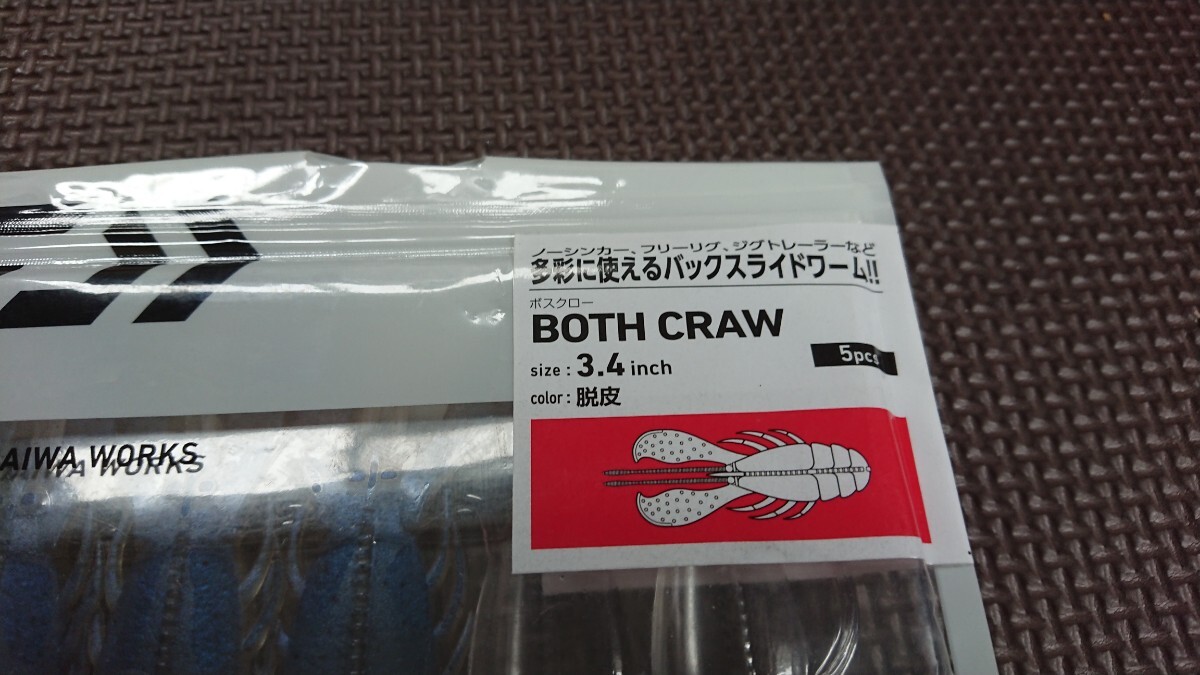 ノーシンカー、フリーリグ、ジグトレーラーなど
多彩に使えるバックスライドワーム!!
ボスクロー
BOTH CRAW
5pcs
size : 3.4 inch
color : 脱皮
AIWA WORKS